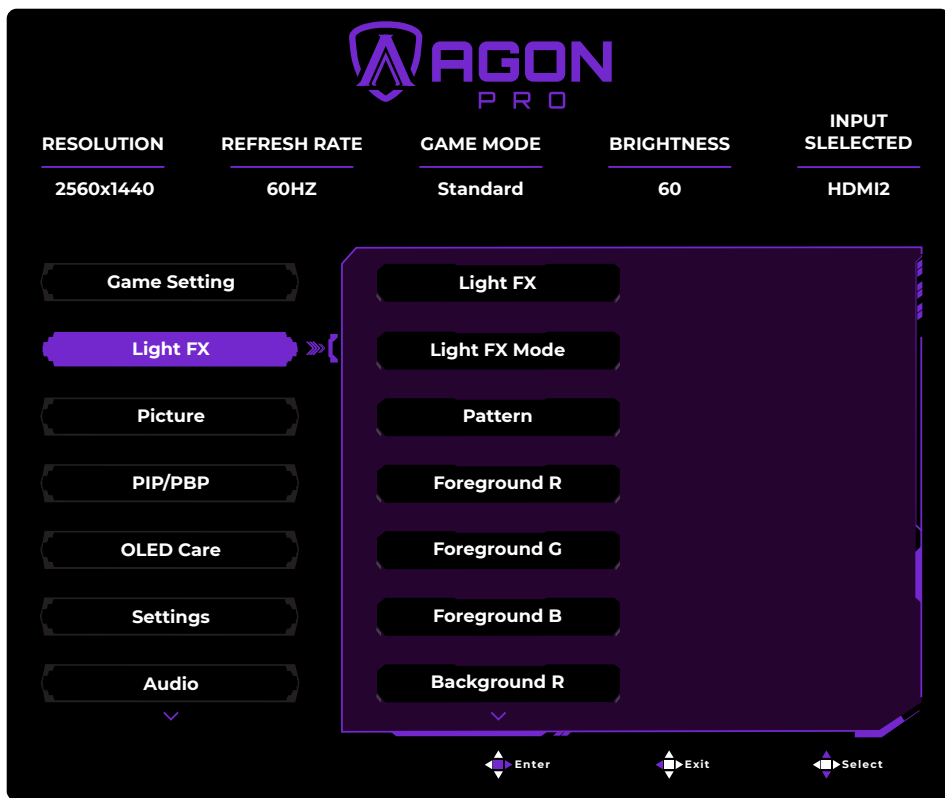 AGON
PRO
RESOLUTION
REFRESH RATE
GAME MODE
BRIGHTNESS
INPUT
SLELECTED
2560x1440
60HZ
Standard
60
HDMI2
Game Setting
Light FX
Picture
PIP/PBP
OLED Care
Settings
Audio
Light FX
Light FX Mode
Pattern
Foreground R
Foreground G
Foreground B
Background R
Enter
Exit
Select